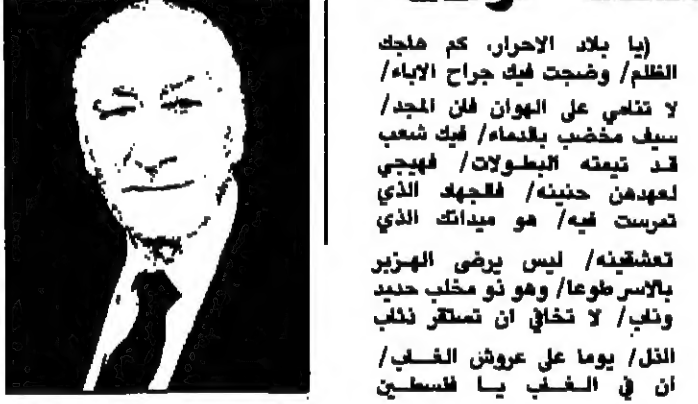 (يا بلاد الاحرار، كم هاجك
الظلم/ وضجت فيك جراح الاباء/
لا تنامي على الهوان فان المجد/
سيف مخضب بالدماء/ فيك شعب
قد تيمته البطولات/ فهيجي
لعهدهن حنينه/ فالجهاد الذي
تمرست فيه/ هو ميدانك الذي
تعشقينه/ ليس يرضى الهزبر
بالاسر طوعا/ وهو ذو مخلب حديد
وناب/ لا تخافي ان تستقر ذئاب
الذل/ يوما على عروش الغاب/
ان في الغاب يا فلسطين